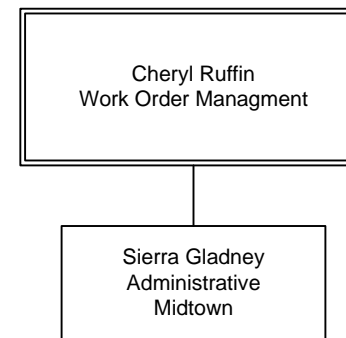 Cheryl Ruffin
Work Order Managment
Sierra Gladney
Administrative
Midtown